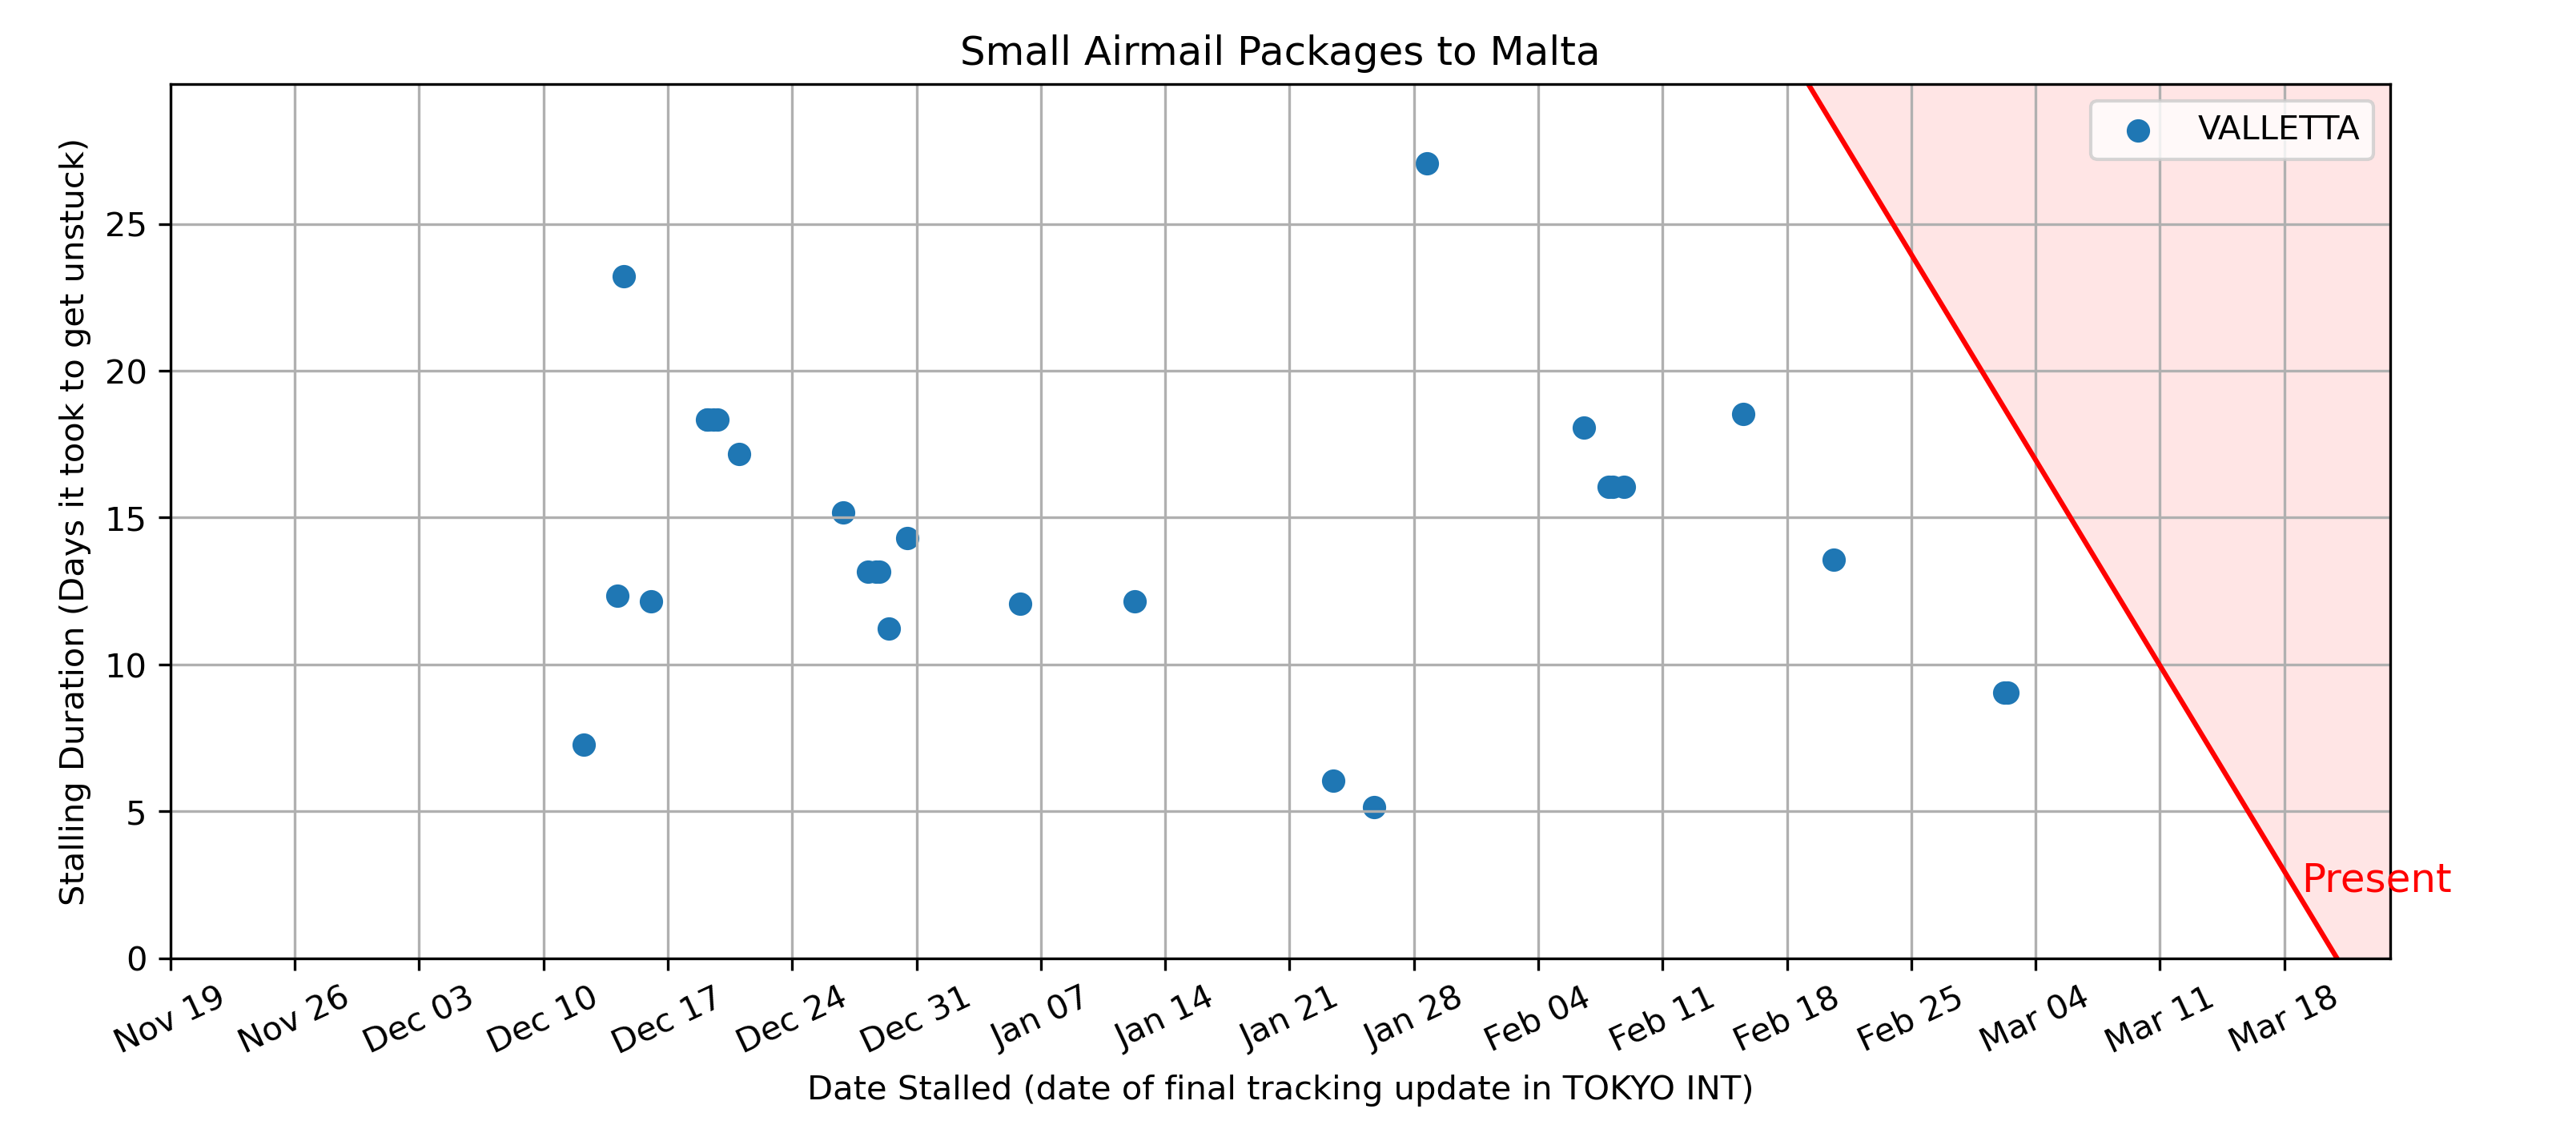 Small Airmail Packages to Malta
VALLETTA
Stalling Duration (Days it took to get unstuck)
25
20
15
10
5
0
Present
Nov 19 Nov 26 Dec 03 Dec 10 Dec 17 Dec 24 Dec 31 Jan 07 Jan 14 Jan 21 Jan 28 Feb 04 Feb 11 Feb 18 Feb 25 Mar 04 Mar 11 Mar 18
Date Stalled (date of final tracking update in TOKYO INT)